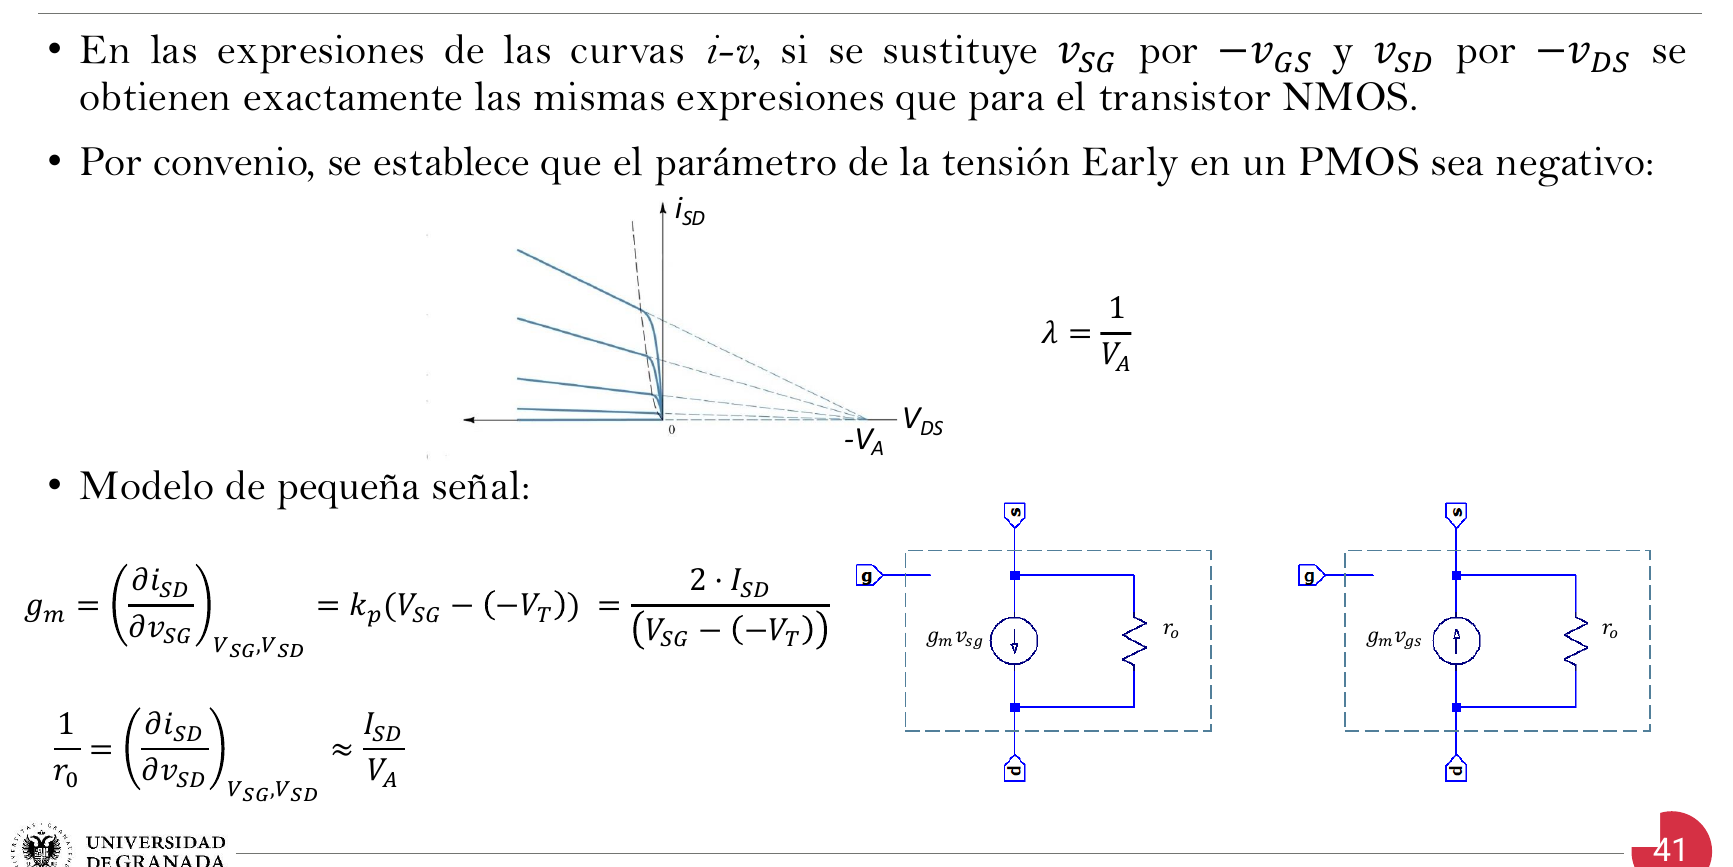 • En las expresiones de las curvas i-v, si se sustituye v_SG por −v_GS y v_SD por −v_DS se
obtienen exactamente las mismas expresiones que para el transistor NMOS.
• Por convenio, se establece que el parámetro de la tensión Early en un PMOS sea negativo:
i_SD
λ = 1/V_A
0
-V_A
V_DS
• Modelo de pequeña señal:
g_m = (∂i_SD/∂v_SG)_{V_SG,V_SD} = k_p(V_SG − (−V_T)) = 2 · I_SD/(V_SG − (−V_T))
1/r_0 = (∂i_SD/∂v_SD)_{V_SG,V_SD} ≈ I_SD/V_A
s
g
g_m v_sg
r_o
d
s
g
g_m v_gs
r_o
d
UNIVERSIDAD
DE GRANADA
41